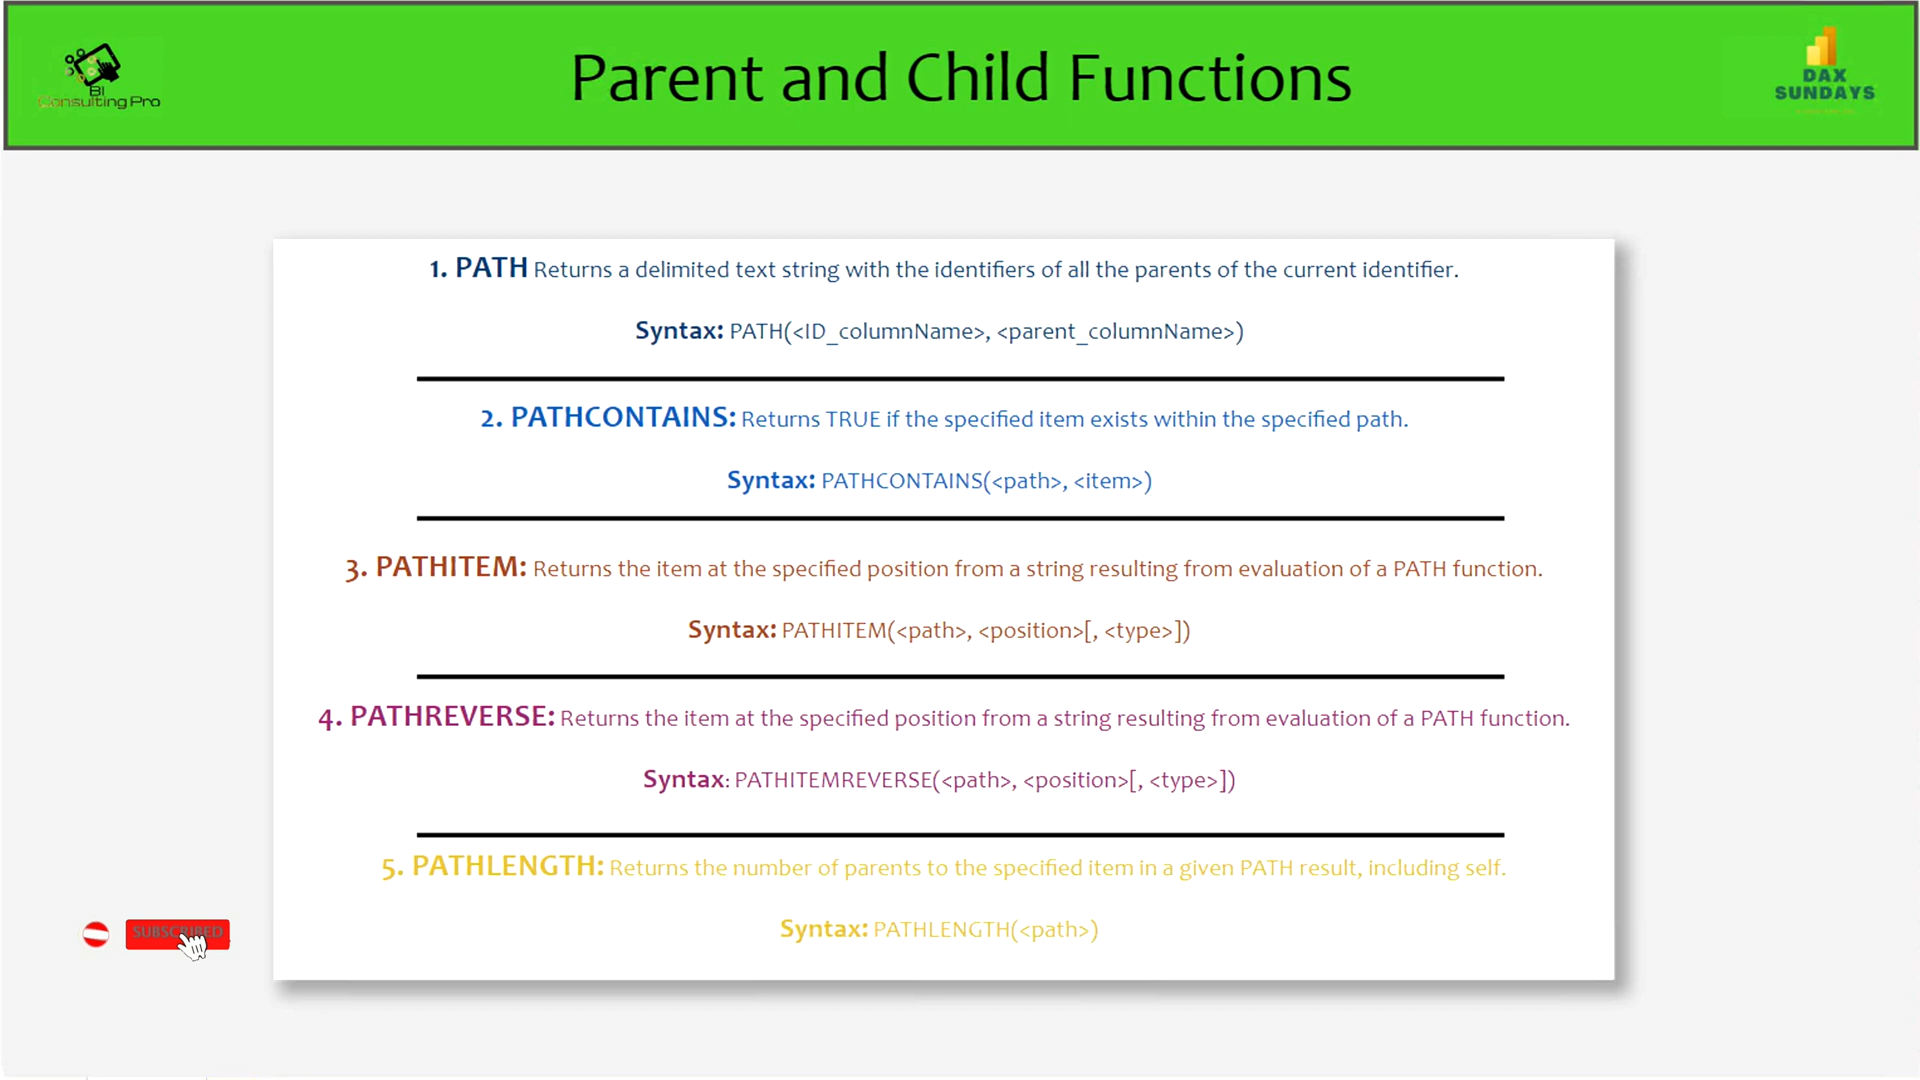 BI
Consulting Pro
Parent and Child Functions
DAX
SUNDAYS
1. PATH Returns a delimited text string with the identifiers of all the parents of the current identifier.
Syntax: PATH(<ID_columnName>, <parent_columnName>)
2. PATHCONTAINS: Returns TRUE if the specified item exists within the specified path.
Syntax: PATHCONTAINS(<path>, <item>)
3. PATHITEM: Returns the item at the specified position from a string resulting from evaluation of a PATH function.
Syntax: PATHITEM(<path>, <position>[, <type>])
4. PATHREVERSE: Returns the item at the specified position from a string resulting from evaluation of a PATH function.
Syntax: PATHITEMREVERSE(<path>, <position>[, <type>])
5. PATHLENGTH: Returns the number of parents to the specified item in a given PATH result, including self.
Syntax: PATHLENGTH(<path>)
SUBSCRIBED